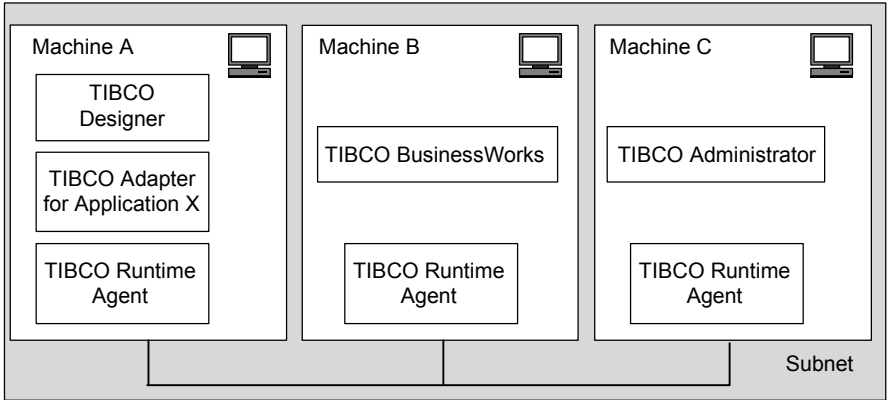 Machine A
TIBCO
Designer
TIBCO Adapter
for Application X
TIBCO Runtime
Agent
Machine B
TIBCO BusinessWorks
TIBCO Runtime
Agent
Machine C
TIBCO Administrator
TIBCO Runtime
Agent
Subnet